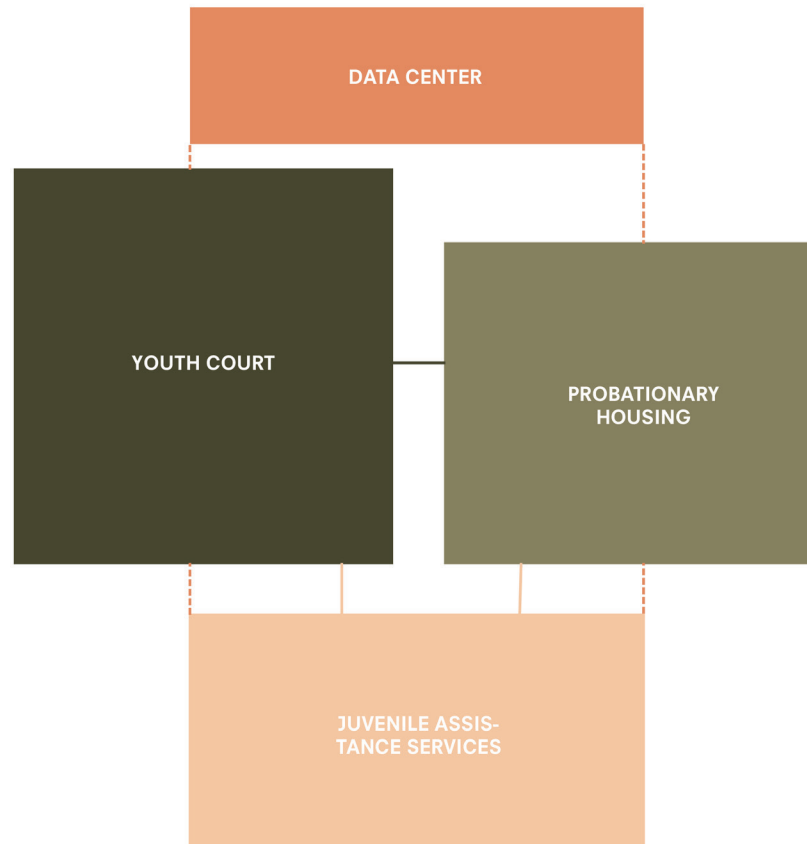 DATA CENTER
YOUTH COURT
PROBATIONARY
HOUSING
JUVENILE ASSIS-
TANCE SERVICES